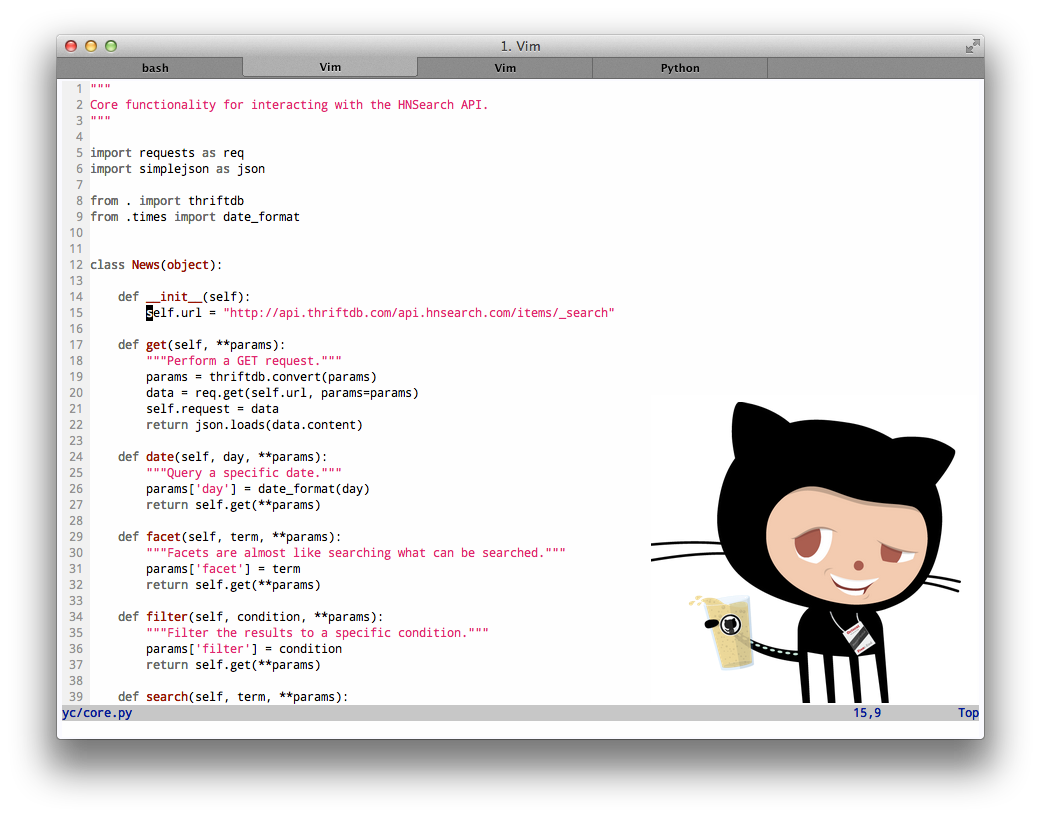 1. Vim
bash Vim Vim Python
1 """
2 Core functionality for interacting with the HNSearch API.
3 """
4
5 import requests as req
6 import simplejson as json
7
8 from . import thriftdb
9 from .times import date_format
10
11
12 class News(object):
13
14     def __init__(self):
15         self.url = "http://api.thriftdb.com/api.hnsearch.com/items/_search"
16
17     def get(self, **params):
18         """Perform a GET request."""
19         params = thriftdb.convert(params)
20         data = req.get(self.url, params=params)
21         self.request = data
22         return json.loads(data.content)
23
24     def date(self, day, **params):
25         """Query a specific date."""
26         params['day'] = date_format(day)
27         return self.get(**params)
28
29     def facet(self, term, **params):
30         """Facets are almost like searching what can be searched."""
31         params['facet'] = term
32         return self.get(**params)
33
34     def filter(self, condition, **params):
35         """Filter the results to a specific condition."""
36         params['filter'] = condition
37         return self.get(**params)
38
39     def search(self, term, **params):
yc/core.py 15,9 Top